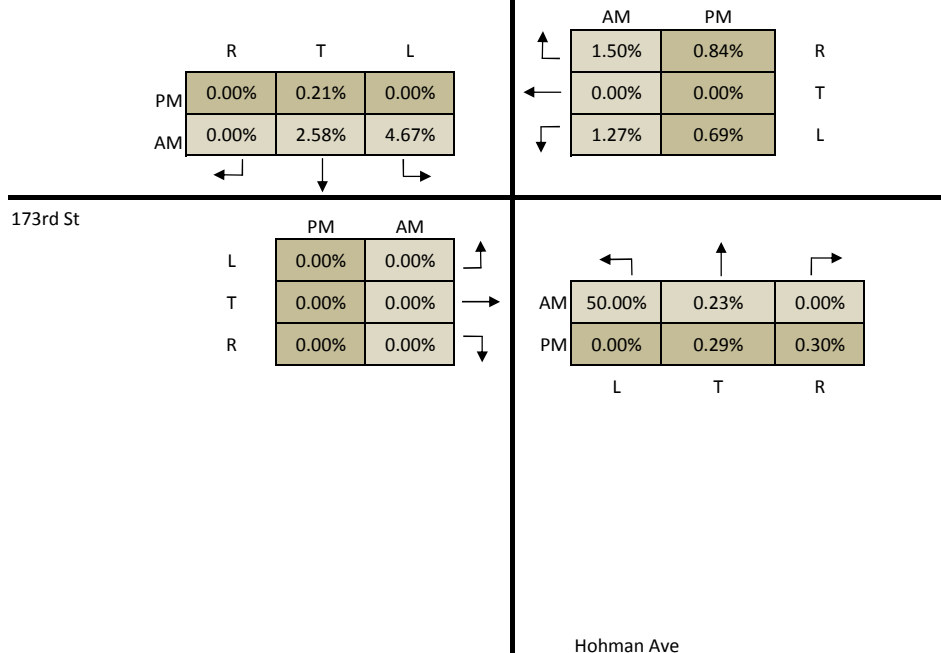 R T L
PM 0.00% 0.21% 0.00%
AM 0.00% 2.58% 4.67%
AM PM
1.50% 0.84% R
0.00% 0.00% T
1.27% 0.69% L
173rd St
PM AM
L 0.00% 0.00%
T 0.00% 0.00%
R 0.00% 0.00%
AM 50.00% 0.23% 0.00%
PM 0.00% 0.29% 0.30%
L T R
Hohman Ave